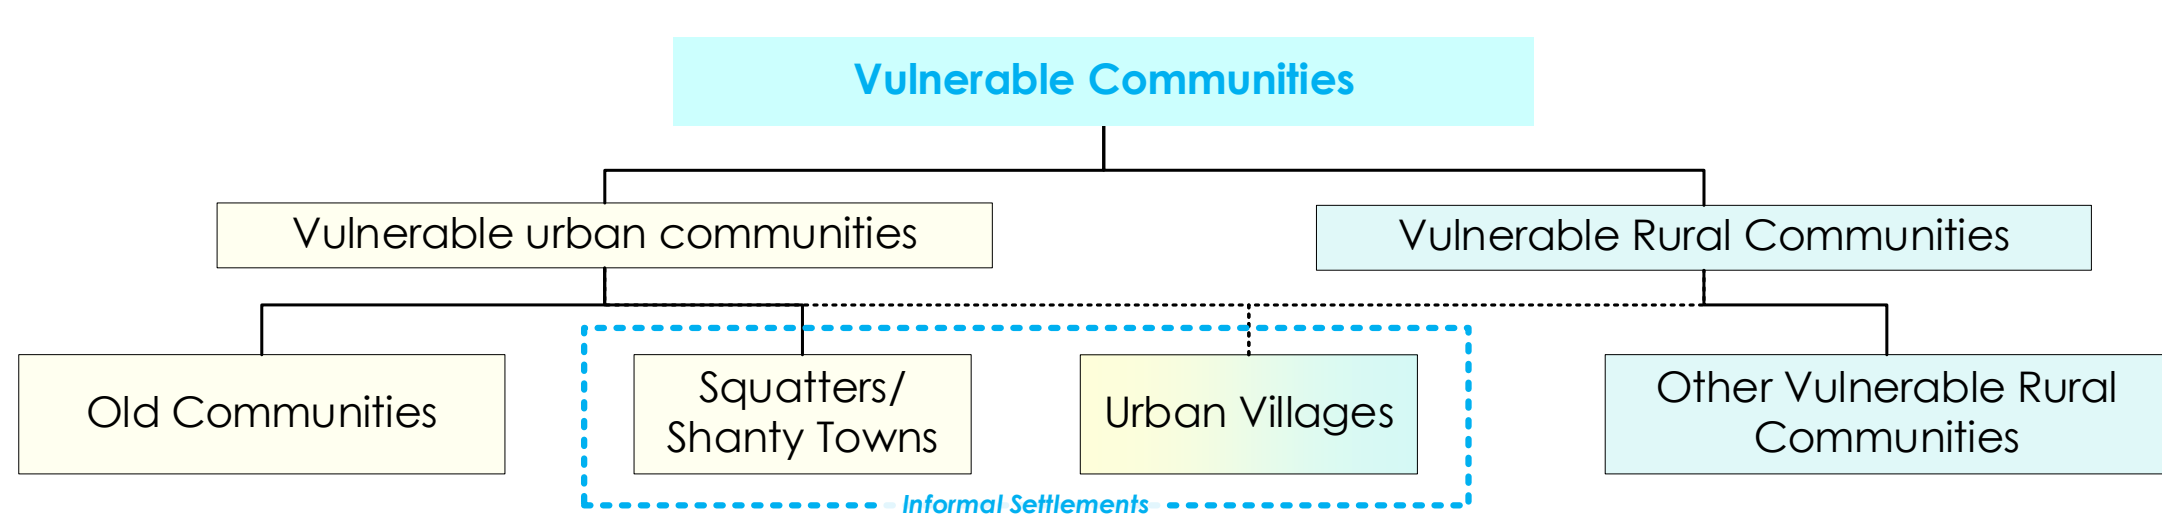 Vulnerable Communities
Vulnerable urban communities
Vulnerable Rural Communities
Old Communities
Squatters/
Shanty Towns
Urban Villages
Other Vulnerable Rural
Communities
Informal Settlements